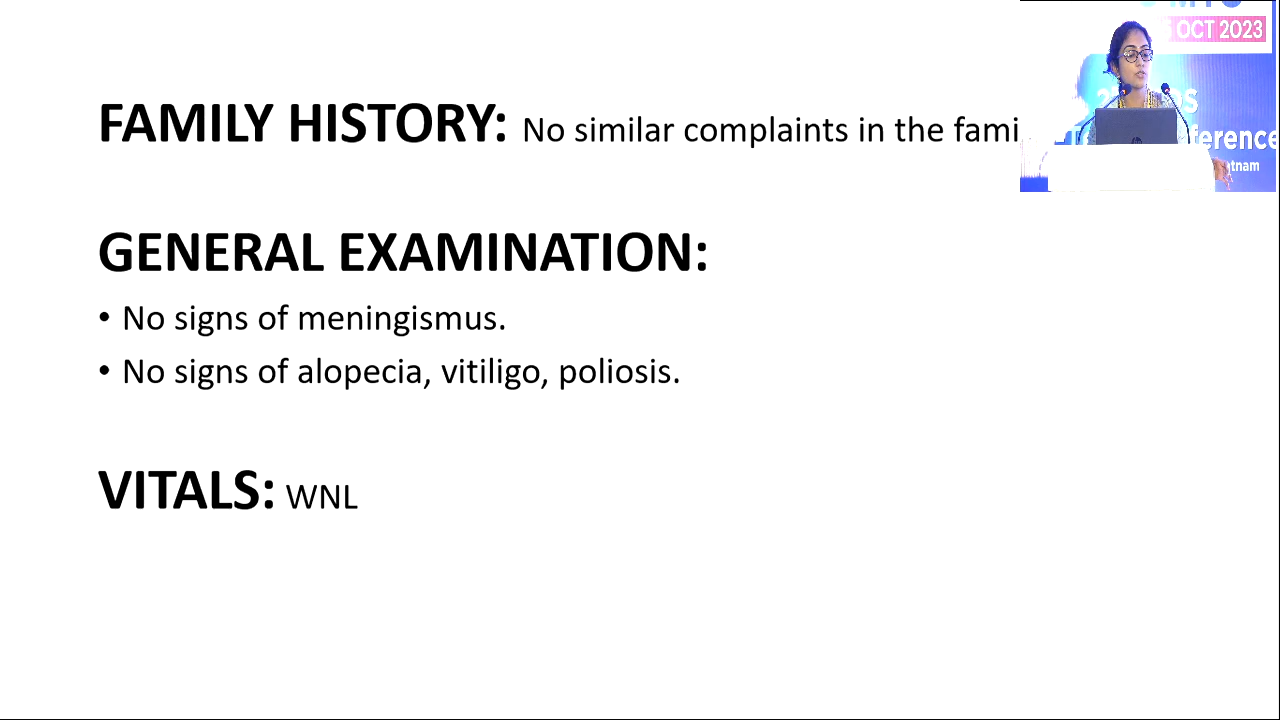 FAMILY HISTORY: No similar complaints in the fami
OCT 2023
GENERAL EXAMINATION:
• No signs of meningismus.
• No signs of alopecia, vitiligo, poliosis.
VITALS: WNL